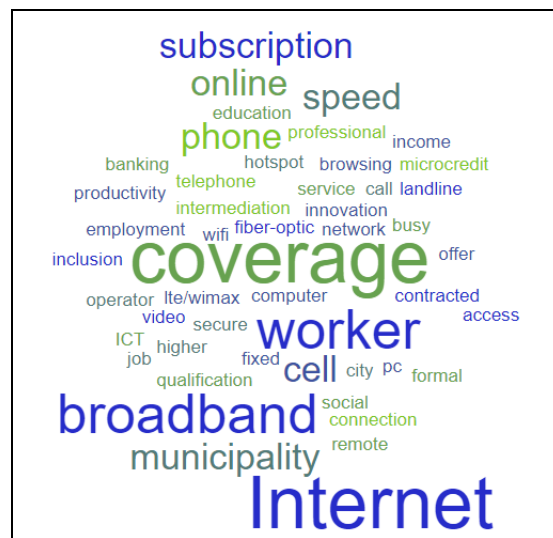 subscription
online speed
education
phone professional income
banking hotspot browsing microcredit
productivity telephone service call landline
intermediation innovation
employment wifi fiber-optic network busy
inclusion coverage offer
operator lte/wimax computer contracted
video secure worker access
ICT
job higher fixed cell city pc formal
qualification
broadband social
connection
municipality remote
Internet